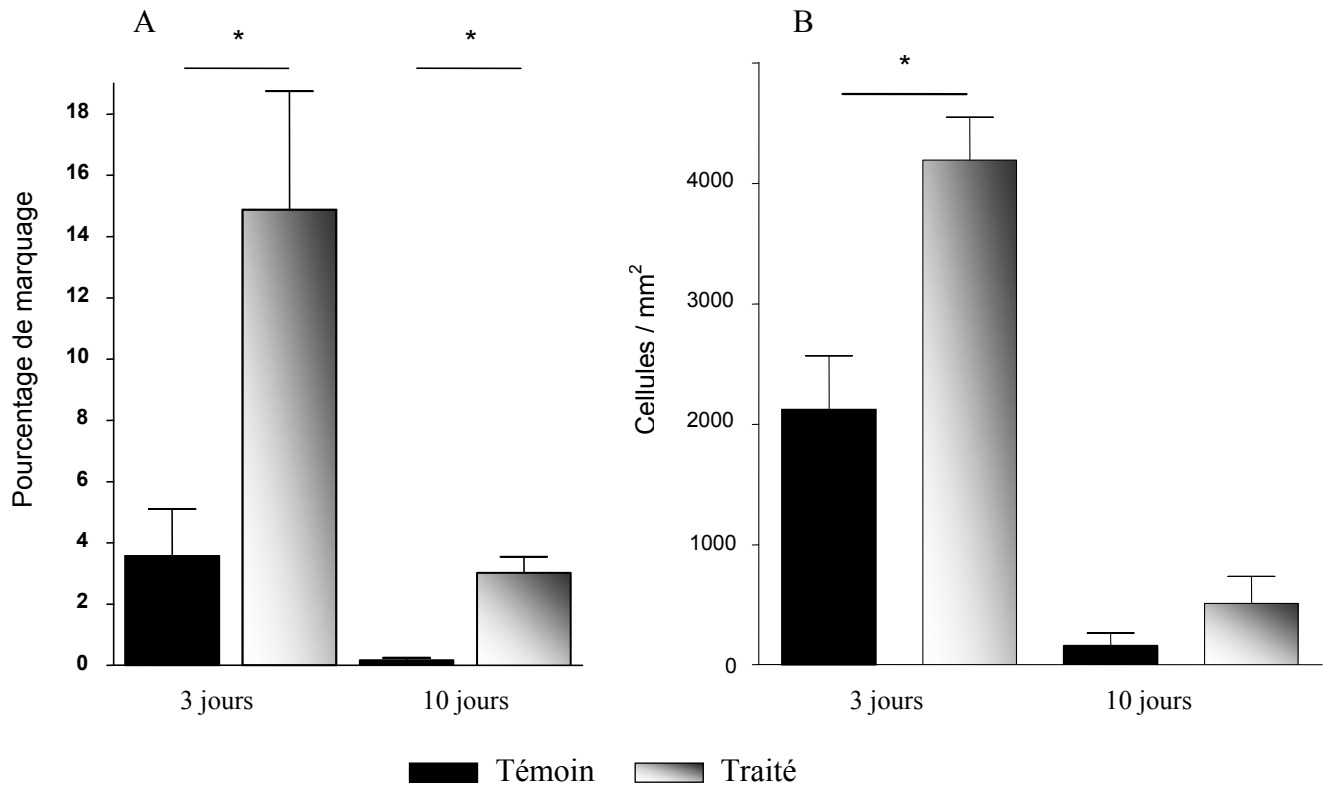 A
*
*
18
16
14
12
10
8
6
4
2
0
Pourcentage de marquage
3 jours
10 jours
B
*
4000
3000
2000
1000
0
Cellules / mm²
3 jours
10 jours
Témoin
Traité